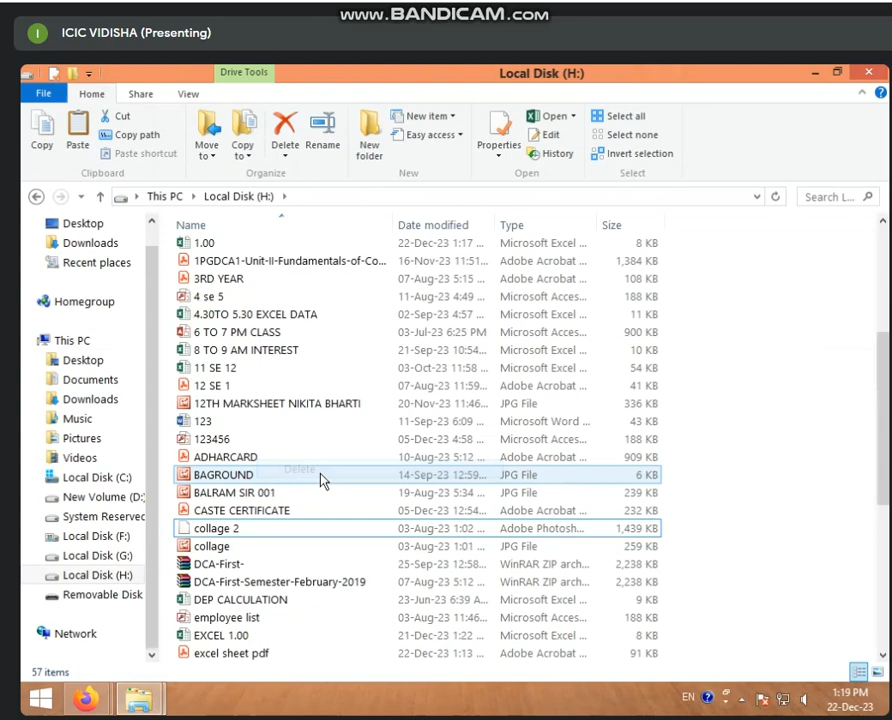 WWW.BANDICAM.COM
I ICIC VIDISHA (Presenting)
Drive Tools Local Disk (H:)
File Home Share View
Copy Paste Cut Copy path Paste shortcut
Move to Copy to Delete Rename
New folder New item Easy access
Properties Open Edit History
Select all Select none Invert selection
Clipboard Organize New Open Select
This PC Local Disk (H:) Search L...
Desktop
Downloads
Recent places
Homegroup
This PC
Desktop
Documents
Downloads
Music
Pictures
Videos
Local Disk (C:)
New Volume (D:
System Reserved
Local Disk (F:)
Local Disk (G:)
Local Disk (H:)
Removable Disk
Network
Name Date modified Type Size
1.00 22-Dec-23 1:17 ... Microsoft Excel ... 8 KB
1PGDCA1-Unit-II-Fundamentals-of-Co... 16-Nov-23 11:51... Adobe Acrobat ... 1,384 KB
3RD YEAR 07-Aug-23 5:15 ... Adobe Acrobat ... 108 KB
4 se 5 11-Aug-23 4:49 ... Microsoft Acces... 188 KB
4.30TO 5.30 EXCEL DATA 02-Sep-23 ... Microsoft Excel ... 11 KB
6 TO 7 PM CLASS 03-Jul-23 6:25 PM Microsoft Acces... 900 KB
8 TO 9 AM INTEREST 21-Sep-23 10:54... Microsoft Excel ... 10 KB
11 SE 12 03-Oct-23 11:58 ... Microsoft Excel ... 54 KB
12 SE 1 07-Aug-23 11:59... Adobe Acrobat ... 41 KB
12TH MARKSHEET NIKITA BHARTI 20-Nov-23 11:46... JPG File 336 KB
123 11-Sep-23 6:09 ... Microsoft Word ... 43 KB
123456 05-Dec-23 4:58 ... Microsoft Acces... 188 KB
ADHARCARD 10-Aug-23 5:12 ... Adobe Acrobat ... 909 KB
Delete
BAGROUND 14-Sep-23 12:59... JPG File 6 KB
BALRAM SIR 001 19-Aug-23 5:34 ... JPG File 239 KB
CASTE CERTIFICATE 05-Dec-23 12:54... Adobe Acrobat ... 232 KB
collage 2 03-Aug-23 1:02 ... Adobe Photosh... 1,439 KB
collage 03-Aug-23 1:01 ... JPG File 259 KB
DCA-First- 25-Sep-23 12:58... WinRAR ZIP arch... 2,238 KB
DCA-First-Semester-February-2019 07-Aug-23 5:12 ... WinRAR ZIP arch... 2,238 KB
DEP CALCULATION 23-Jun-23 6:39 A... Microsoft Excel ... 9 KB
employee list 03-Aug-23 11:46... Microsoft Acces... 188 KB
EXCEL 1.00 21-Dec-23 1:22 ... Microsoft Excel ... 8 KB
excel sheet pdf 22-Dec-23 1:13 ... Adobe Acrobat ... 91 KB
57 items
EN 1:19 PM
22-Dec-23